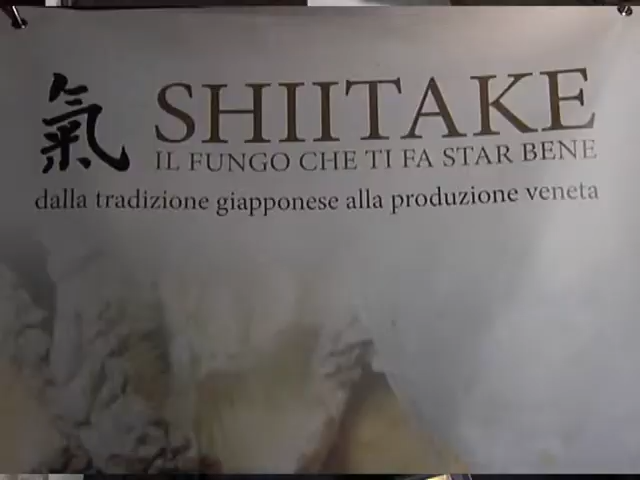 氣 SHIITAKE
IL FUNGO CHE TI FA STAR BENE
dalla tradizione giapponese alla produzione veneta